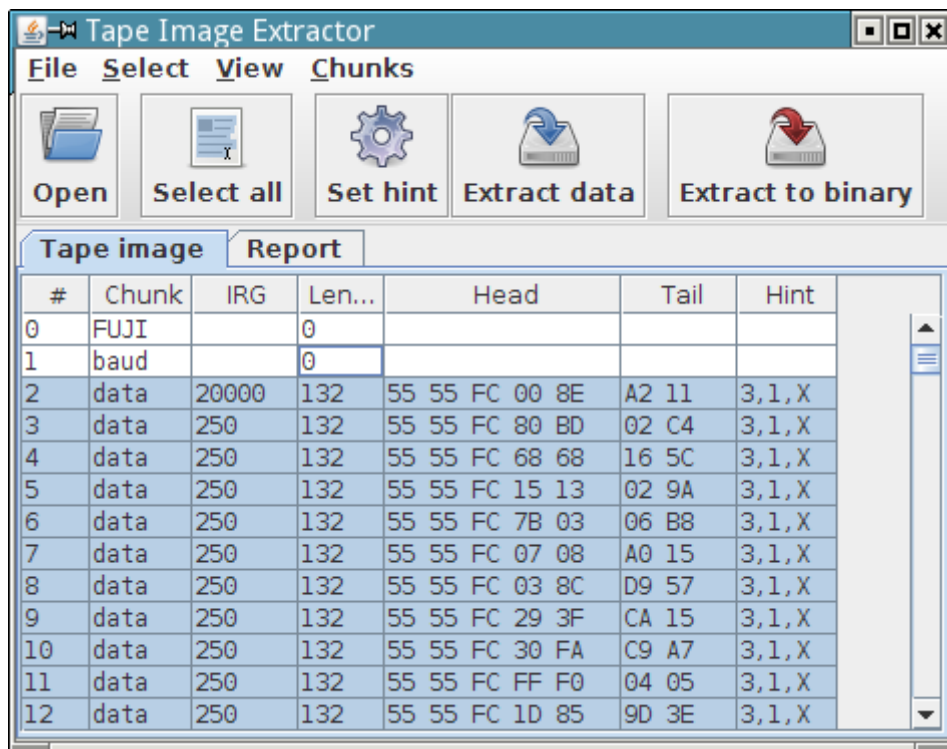 Tape Image Extractor
File Select View Chunks
Open Select all Set hint Extract data Extract to binary
Tape image Report
# Chunk IRG Len... Head Tail Hint
0 FUJI 0
1 baud 0
2 data 20000 132 55 55 FC 00 8E A2 11 3,1,X
3 data 250 132 55 55 FC 80 BD 02 C4 3,1,X
4 data 250 132 55 55 FC 68 68 16 5C 3,1,X
5 data 250 132 55 55 FC 15 13 02 9A 3,1,X
6 data 250 132 55 55 FC 7B 03 06 B8 3,1,X
7 data 250 132 55 55 FC 07 08 A0 15 3,1,X
8 data 250 132 55 55 FC 03 8C D9 57 3,1,X
9 data 250 132 55 55 FC 29 3F CA 15 3,1,X
10 data 250 132 55 55 FC 30 FA C9 A7 3,1,X
11 data 250 132 55 55 FC FF F0 04 05 3,1,X
12 data 250 132 55 55 FC 1D 85 9D 3E 3,1,X